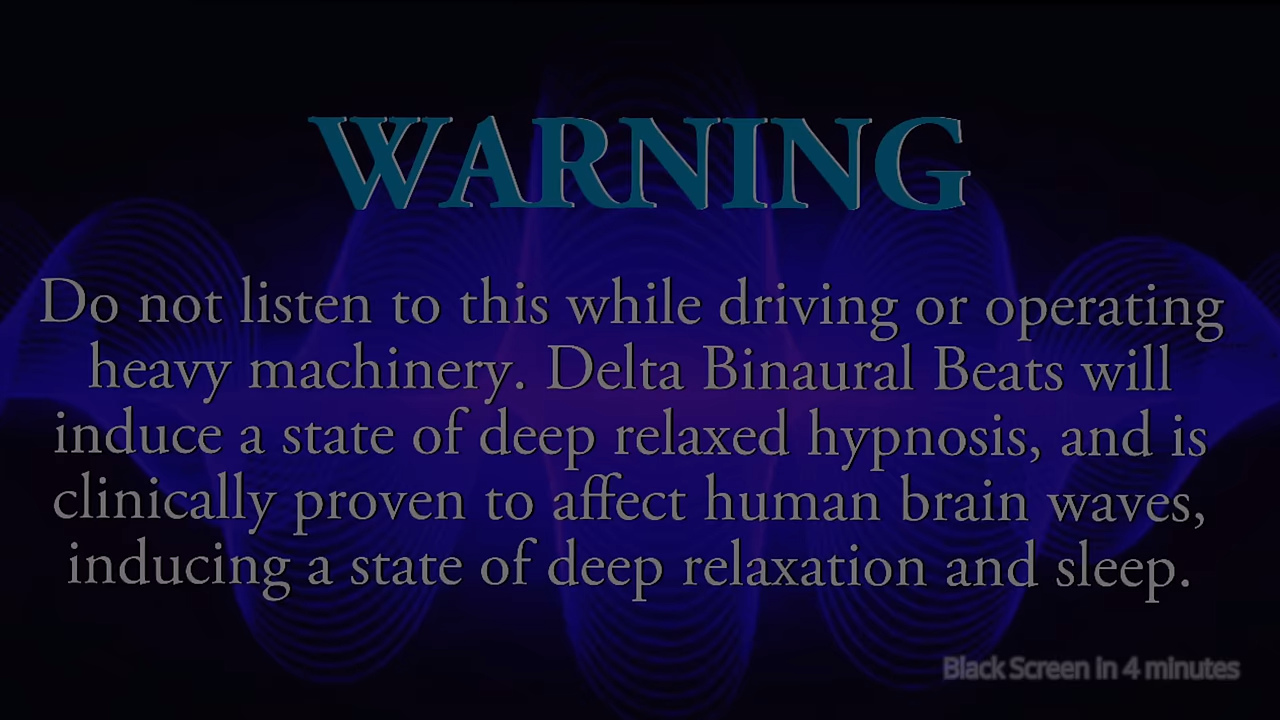 WARNING
Do not listen to this while driving or operating
heavy machinery. Delta Binaural Beats will
induce a state of deep relaxed hypnosis, and is
clinically proven to affect human brain waves,
inducing a state of deep relaxation and sleep.
Black Screen in 4 minutes